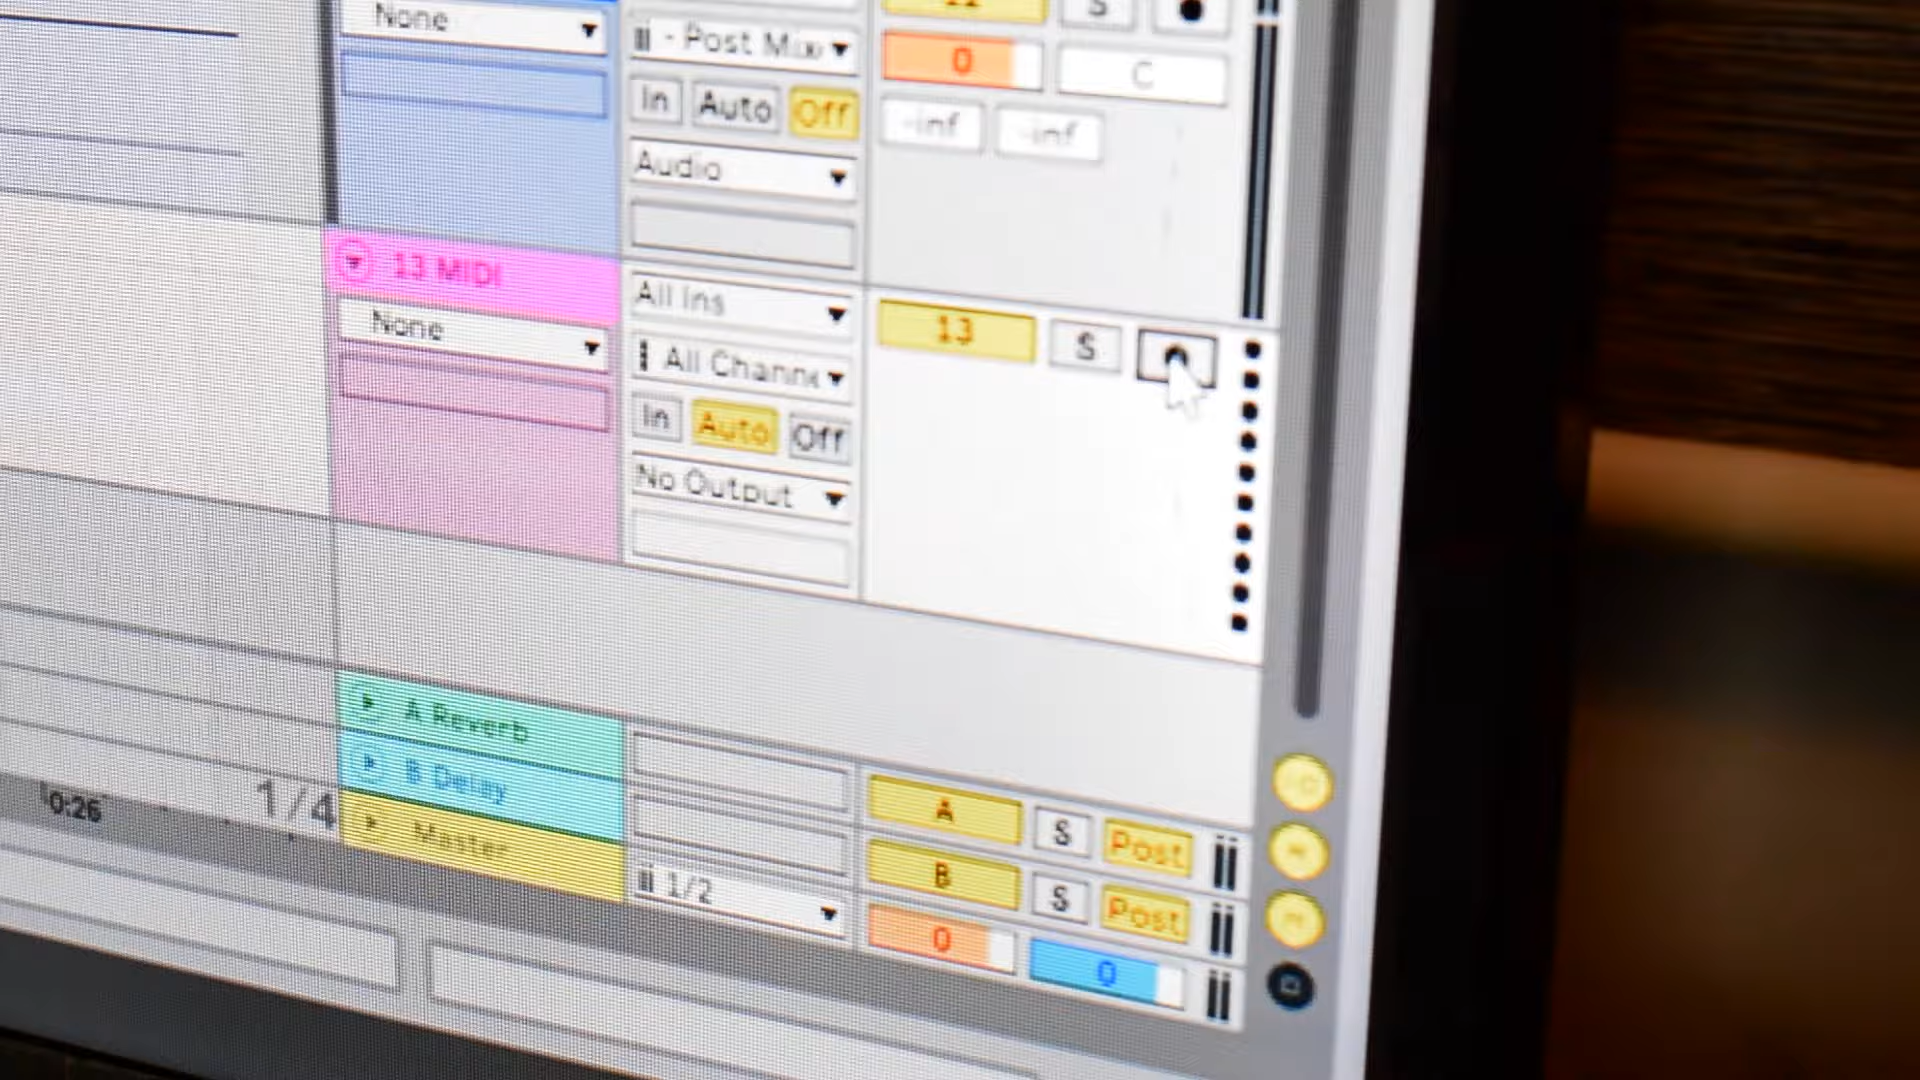 None
- Post Mix
S
0
C
In Auto Off
-inf -inf
Audio
13 MIDI
None
All Ins
All Channe
13 S
In Auto Off
No Output
A Reverb
B Delay
Master
0:26
1/4
A S Post
B S Post
1/2
0 0